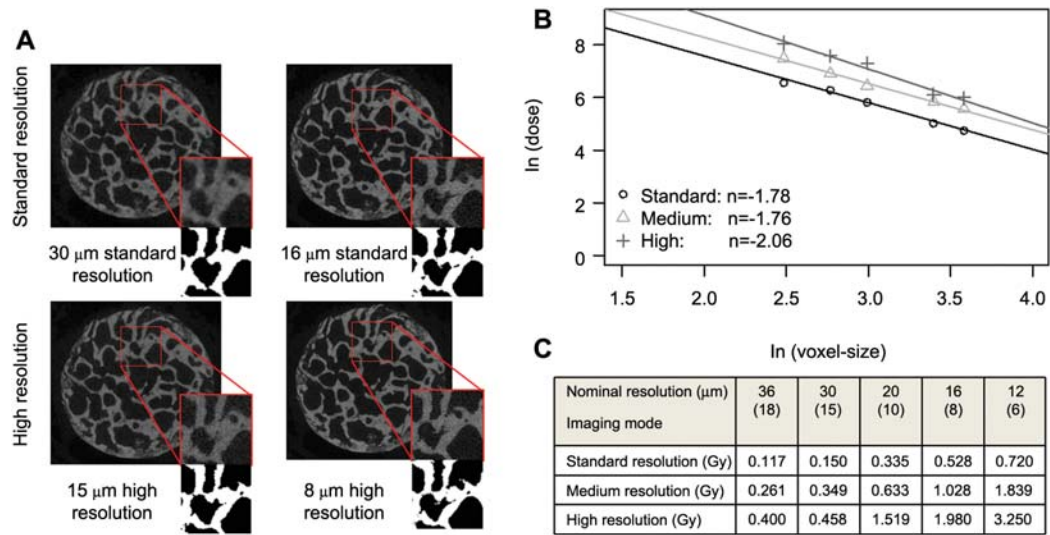 A
Standard resolution
30 μm standard
resolution
16 μm standard
resolution
High resolution
15 μm high
resolution
8 μm high
resolution
B
ln (dose)
8
6
4
2
0
Standard: n=-1.78
Medium: n=-1.76
High: n=-2.06
1.5 2.0 2.5 3.0 3.5 4.0
ln (voxel-size)
C
Nominal resolution (μm) 36 30 20 16 12
(18) (15) (10) (8) (6)
Imaging mode
Standard resolution (Gy) 0.117 0.150 0.335 0.528 0.720
Medium resolution (Gy) 0.261 0.349 0.633 1.028 1.839
High resolution (Gy) 0.400 0.458 1.519 1.980 3.250